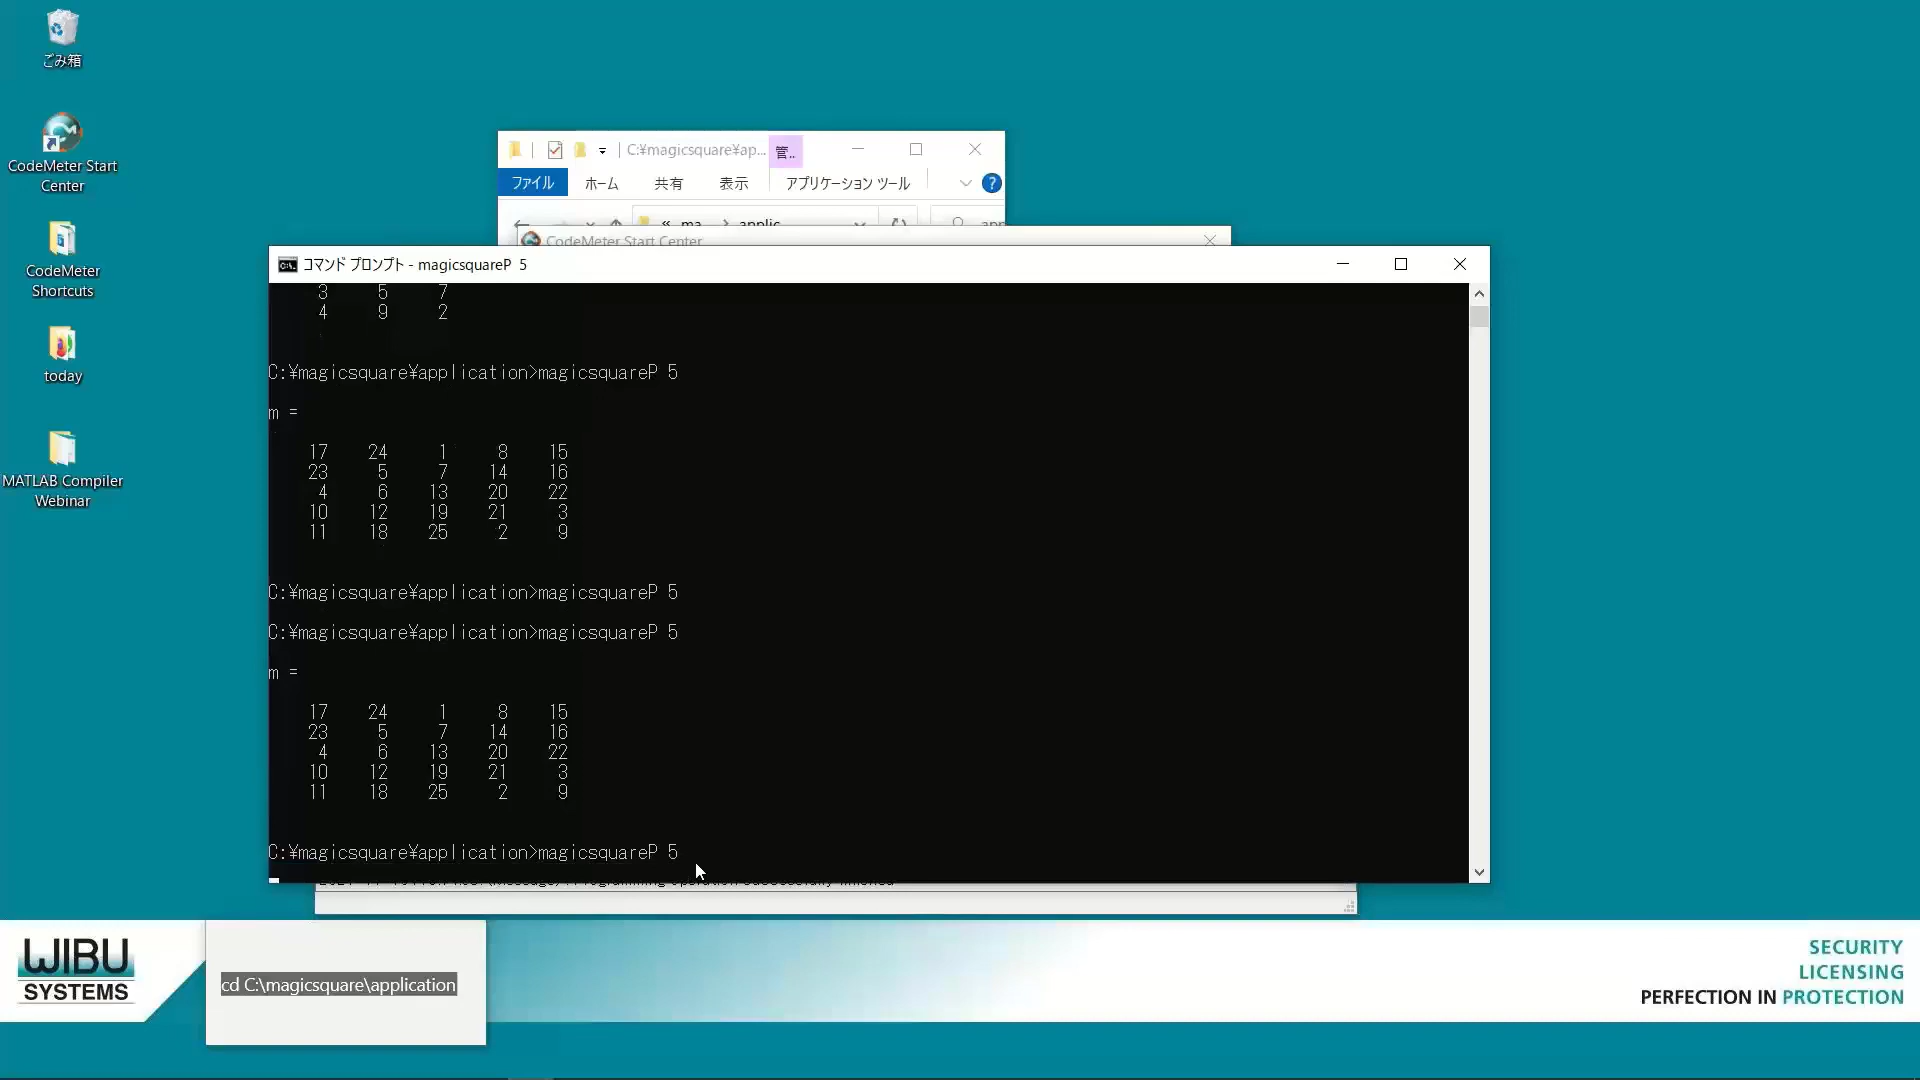 ごみ箱
CodeMeter Start
Center
CodeMeter
Shortcuts
today
MATLAB Compiler
Webinar
C:¥magicsquare¥ap...
管..
ファイル
ホーム
共有
表示
アプリケーション ツール
?
« ma... > applic...
app
CodeMeter Start Center
コマンド プロンプト - magicsquareP 5
3 5 7
4 9 2
C:¥magicsquare¥application>magicsquareP 5
m =
17 24 1 8 15
23 5 7 14 16
4 6 13 20 22
10 12 19 21 3
11 18 25 2 9
C:¥magicsquare¥application>magicsquareP 5
C:¥magicsquare¥application>magicsquareP 5
m =
17 24 1 8 15
23 5 7 14 16
4 6 13 20 22
10 12 19 21 3
11 18 25 2 9
C:¥magicsquare¥application>magicsquareP 5
WIBU
SYSTEMS
cd C:\magicsquare\application
SECURITY
LICENSING
PERFECTION IN PROTECTION